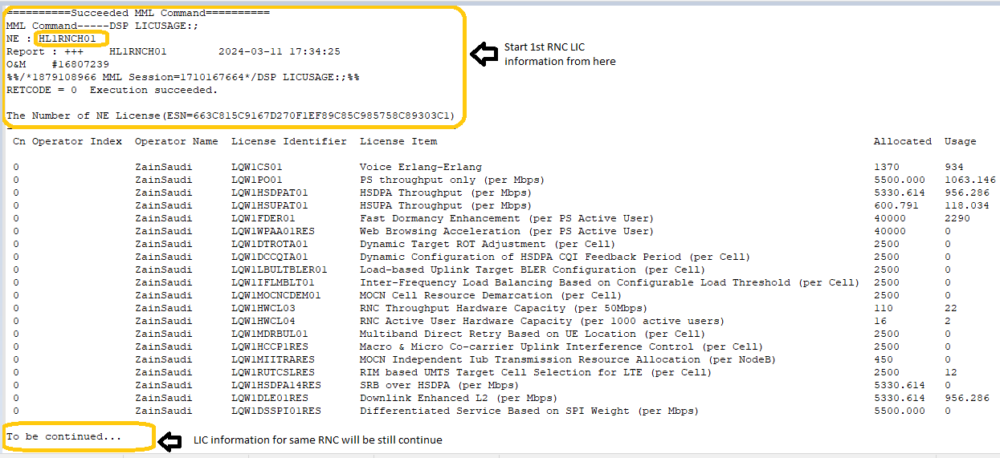 ==========Succeeded MML Command==========
MML Command-----DSP LICUSAGE:;
NE : HL1RNCH01
Report : +++    HL1RNCH01        2024-03-11 17:34:25
O&M    #16807239
%%/*1879108966 MML Session=1710167664*/DSP LICUSAGE:;%%
RETCODE = 0  Execution succeeded.
Start 1st RNC LIC
information from here
The Number of NE License(ESN=663C815C9167D270F1EF89C85C985758C89303C1)
Cn Operator Index  Operator Name  License Identifier  License Item  Allocated  Usage
0  ZainSaudi  LQW1CS01  Voice Erlang-Erlang  1370  934
0  ZainSaudi  LQW1PO01  PS throughput only (per Mbps)  5500.000  1063.146
0  ZainSaudi  LQW1HSDPAT01  HSDPA Throughput (per Mbps)  5330.614  956.286
0  ZainSaudi  LQW1HSUPAT01  HSUPA Throughput (per Mbps)  600.791  118.034
0  ZainSaudi  LQW1FDER01  Fast Dormancy Enhancement (per PS Active User)  40000  2290
0  ZainSaudi  LQW1WPAA01RES  Web Browsing Acceleration (per PS Active User)  40000  0
0  ZainSaudi  LQW1DTROTA01  Dynamic Target ROT Adjustment (per Cell)  2500  0
0  ZainSaudi  LQW1DCCQIA01  Dynamic Configuration of HSDPA CQI Feedback Period (per Cell)  2500  0
0  ZainSaudi  LQW1LBULTBLER01  Load-based Uplink Target BLER Configuration (per Cell)  2500  0
0  ZainSaudi  LQW1IFLMBLT01  Inter-Frequency Load Balancing Based on Configurable Load Threshold (per Cell)  2500  0
0  ZainSaudi  LQW1MOCNCDEM01  MOCN Cell Resource Demarcation (per Cell)  2500  0
0  ZainSaudi  LQW1HWCL03  RNC Throughput Hardware Capacity (per 50Mbps)  110  22
0  ZainSaudi  LQW1HWCL04  RNC Active User Hardware Capacity (per 1000 active users)  16  2
0  ZainSaudi  LQW1MDRBUL01  Multiband Direct Retry Based on UE Location (per Cell)  2500  0
0  ZainSaudi  LQW1HCCP1RES  Macro & Micro Co-carrier Uplink Interference Control (per Cell)  2500  0
0  ZainSaudi  LQW1MIITRARES  MOCN Independent Iub Transmission Resource Allocation (per NodeB)  450  0
0  ZainSaudi  LQW1RUTCSLRES  RIM based UMTS Target Cell Selection for LTE (per Cell)  2500  12
0  ZainSaudi  LQW1HSDPA14RES  SRB over HSDPA (per Mbps)  5330.614  0
0  ZainSaudi  LQW1DLE01RES  Downlink Enhanced L2 (per Mbps)  5330.614  956.286
0  ZainSaudi  LQW1DSSPI01RES  Differentiated Service Based on SPI Weight (per Mbps)  5500.000  0
To be continued...
LIC information for same RNC will be still continue